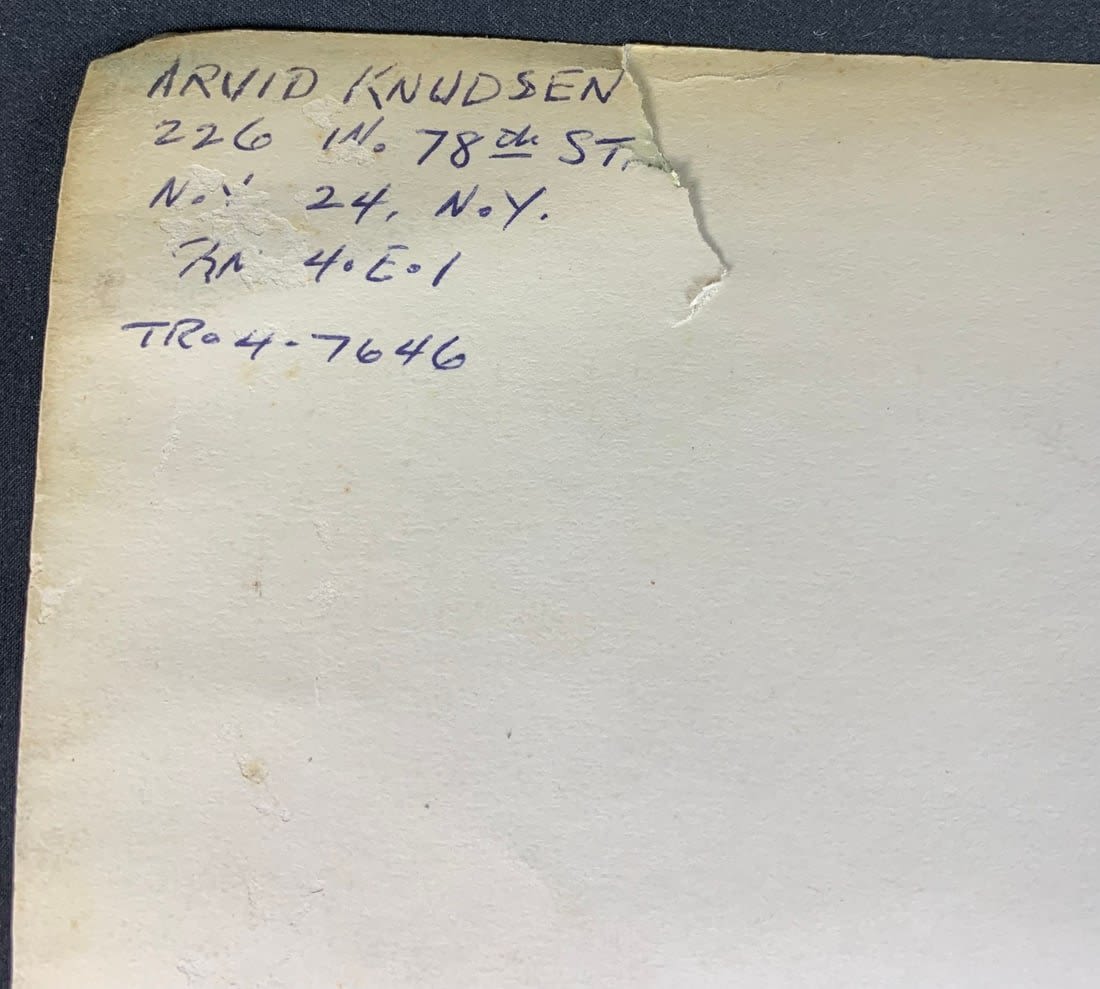 ARVID KNUDSEN
226 W. 78th ST.
N.Y 24, N.Y.
4.E.1
TR.4-7646